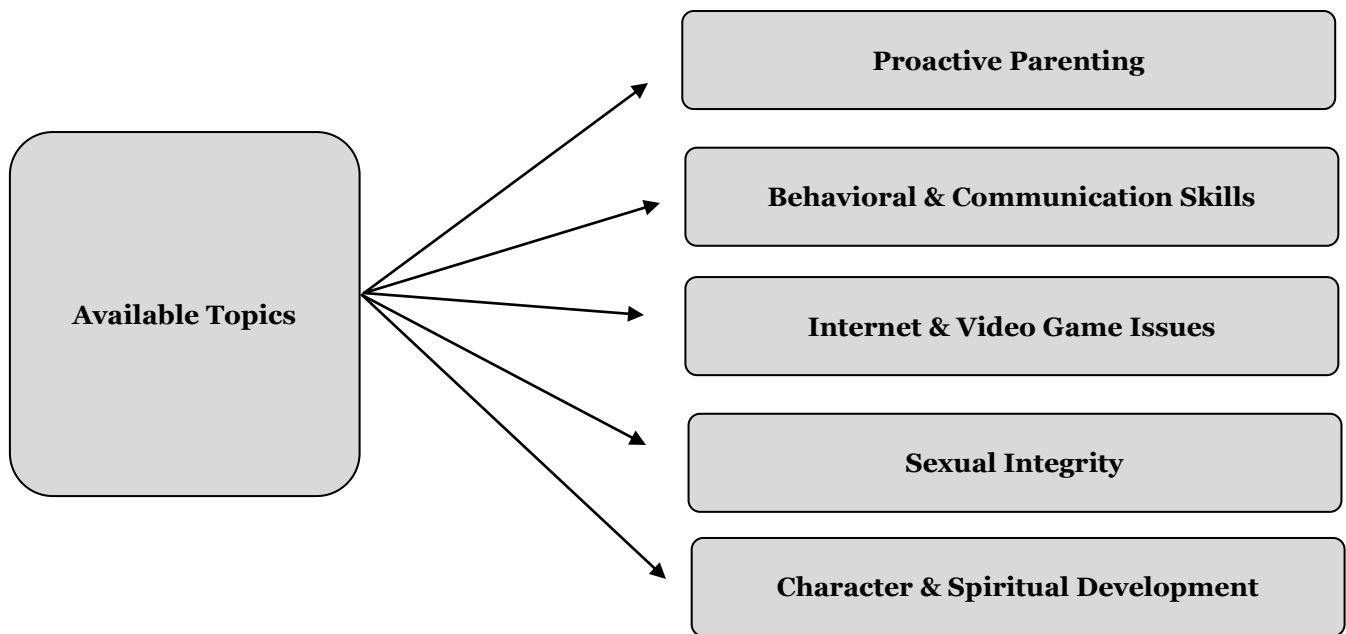 Available Topics
Proactive Parenting
Behavioral & Communication Skills
Internet & Video Game Issues
Sexual Integrity
Character & Spiritual Development